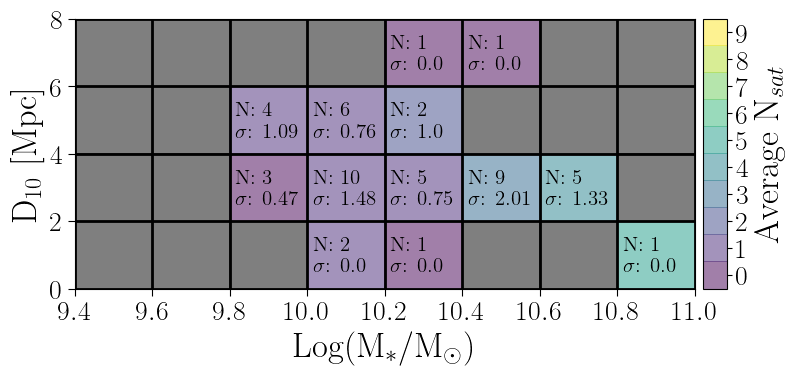 8
N: 1
σ: 0.0
N: 1
σ: 0.0
6
N: 4
σ: 1.09
N: 6
σ: 0.76
N: 2
σ: 1.0
4
N: 3
σ: 0.47
N: 10
σ: 1.48
N: 5
σ: 0.75
N: 9
σ: 2.01
N: 5
σ: 1.33
2
N: 2
σ: 0.0
N: 1
σ: 0.0
N: 1
σ: 0.0
0
D₁₀ [Mpc]
9.4 9.6 9.8 10.0 10.2 10.4 10.6 10.8 11.0
Log(M∗/M⊙)
9
8
7
6
5
4
3
2
1
0
Average N_{sat}